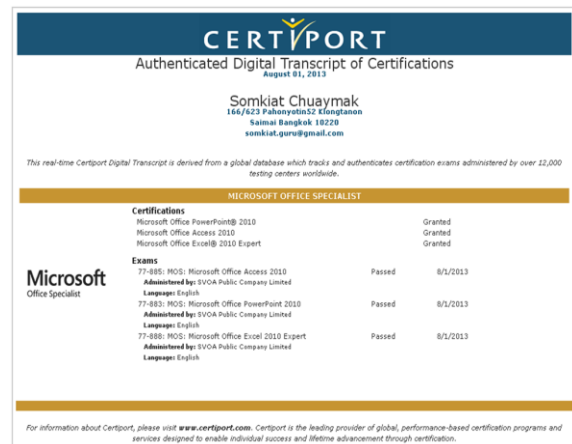 CERTIPORT
Authenticated Digital Transcript of Certifications
August 01, 2013
Somkiat Chuaymak
166/623 Pahonyotin52 Klongtanon
Saimai Bangkok 10220
somkiat.guru@gmail.com
This real-time Certiport Digital Transcript is derived from a global database which tracks and authenticates certification exams administered by over 12,000
testing centers worldwide.
MICROSOFT OFFICE SPECIALIST
Certifications
Microsoft Office PowerPoint® 2010 Granted
Microsoft Office Access 2010 Granted
Microsoft Office Excel® 2010 Expert Granted
Exams
Microsoft
Office Specialist
77-885: MOS: Microsoft Office Access 2010 Passed 8/1/2013
Administered by: SVOA Public Company Limited
Language: English
77-883: MOS: Microsoft Office PowerPoint 2010 Passed 8/1/2013
Administered by: SVOA Public Company Limited
Language: English
77-888: MOS: Microsoft Office Excel 2010 Expert Passed 8/1/2013
Administered by: SVOA Public Company Limited
Language: English
For information about Certiport, please visit www.certiport.com. Certiport is the leading provider of global, performance-based certification programs and
services designed to enable individual success and lifetime advancement through certification.